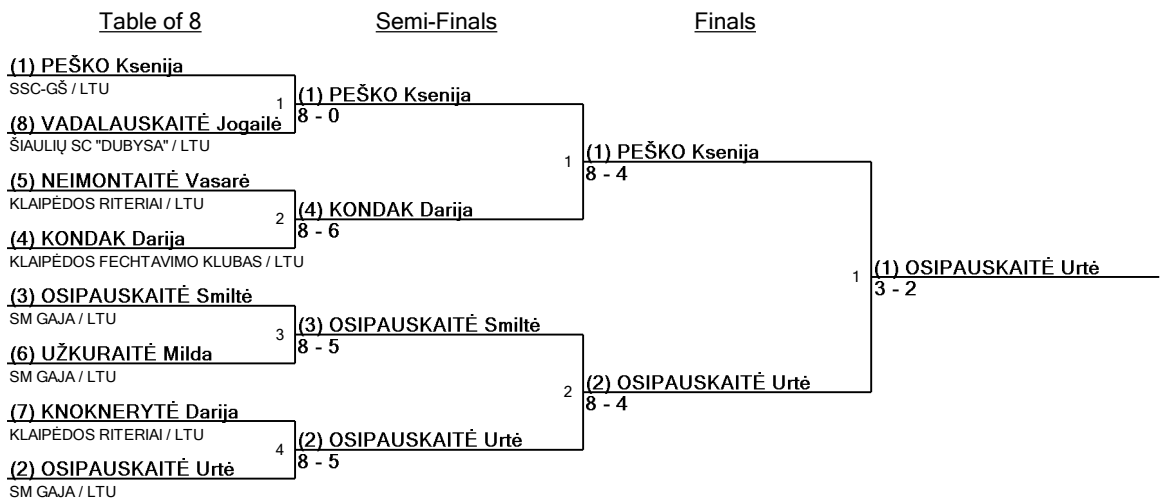 Table of 8
Semi-Finals
Finals
(1) PEŠKO Ksenija
SSC-GŠ / LTU
1
(1) PEŠKO Ksenija
8 - 0
(8) VADALAUSKAITĖ Jogailė
ŠIAULIŲ SC "DUBYSA" / LTU
1
(1) PEŠKO Ksenija
8 - 4
(5) NEIMONTAITĖ Vasarė
KLAIPĖDOS RITERIAI / LTU
2
(4) KONDAK Darija
8 - 6
(4) KONDAK Darija
KLAIPĖDOS FECHTAVIMO KLUBAS / LTU
1
(1) OSIPAUSKAITĖ Urtė
3 - 2
(3) OSIPAUSKAITĖ Smiltė
SM GAJA / LTU
3
(3) OSIPAUSKAITĖ Smiltė
8 - 5
(6) UŽKURAITĖ Milda
SM GAJA / LTU
2
(2) OSIPAUSKAITĖ Urtė
8 - 4
(7) KNOKNERYTĖ Darija
KLAIPĖDOS RITERIAI / LTU
4
(2) OSIPAUSKAITĖ Urtė
8 - 5
(2) OSIPAUSKAITĖ Urtė
SM GAJA / LTU